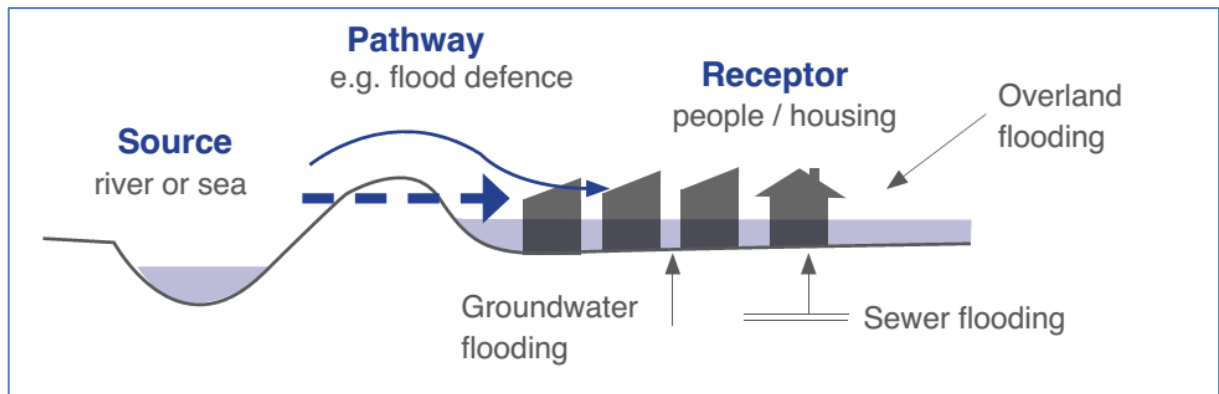 Pathway
e.g. flood defence
Receptor
people / housing
Overland
flooding
Source
river or sea
Groundwater
flooding
Sewer flooding